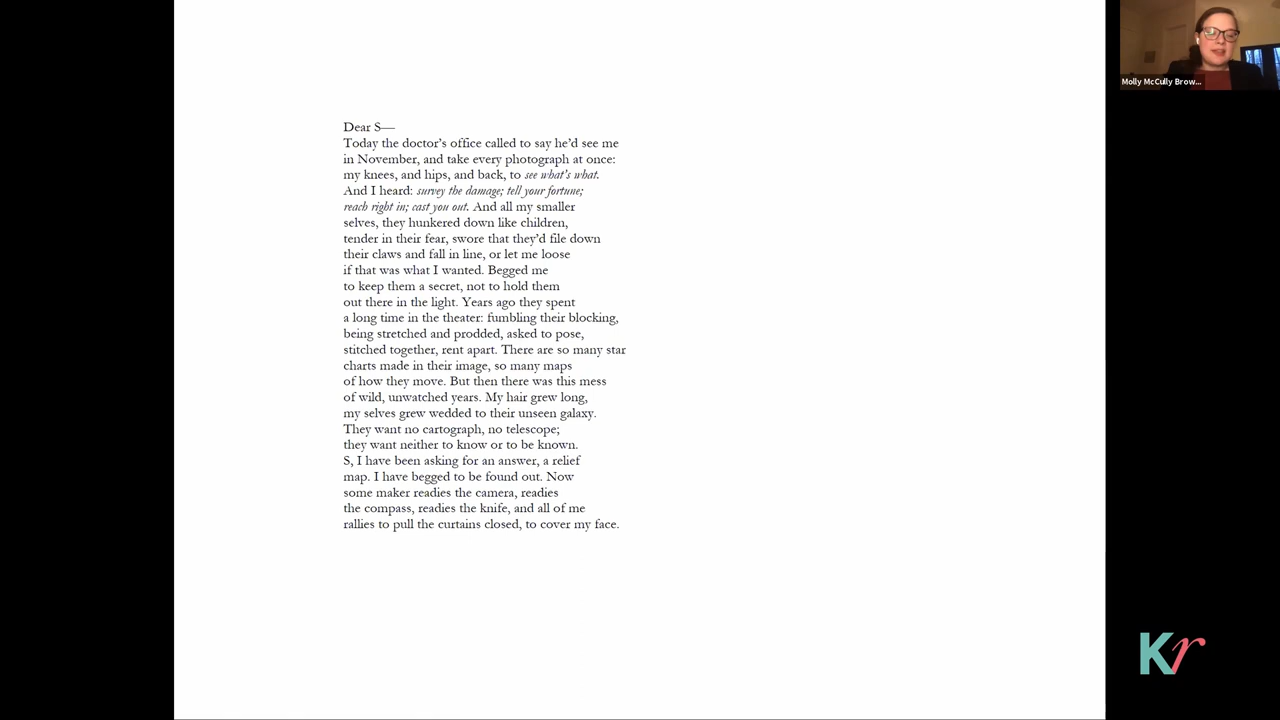 Dear S—
Today the doctor's office called to say he'd see me
in November, and take every photograph at once:
my knees, and hips, and back, to see what's what.
And I heard: survey the damage; tell your fortune;
reach right in; cast you out. And all my smaller
selves, they hunkered down like children,
tender in their fear, swore that they'd file down
their claws and fall in line, or let me loose
if that was what I wanted. Begged me
to keep them a secret, not to hold them
out there in the light. Years ago they spent
a long time in the theater: fumbling their blocking,
being stretched and prodded, asked to pose,
stitched together, rent apart. There are so many star
charts made in their image, so many maps
of how they move. But then there was this mess
of wild, unwatched years. My hair grew long,
my selves grew wedded to their unseen galaxy.
They want no cartograph, no telescope;
they want neither to know or to be known.
S, I have been asking for an answer, a relief
map. I have begged to be found out. Now
some maker readies the camera, readies
the compass, readies the knife, and all of me
rallies to pull the curtains closed, to cover my face.
Molly McCully Brow...
Kr